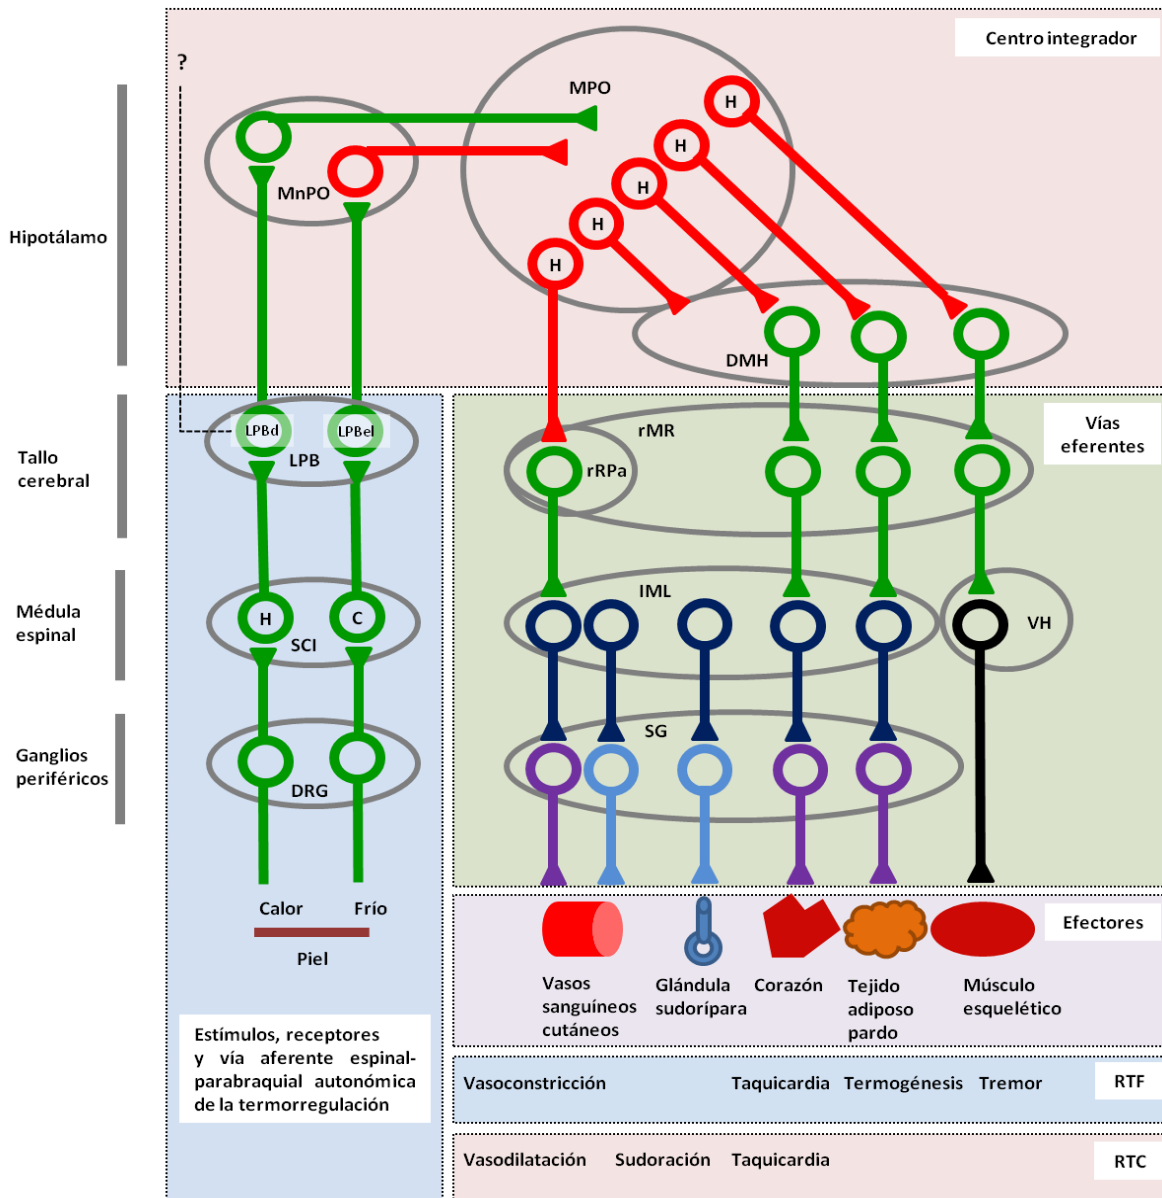 Centro integrador
?
MPO
H
H
H
H
H
MnPO
Hipotálamo
DMH
LPBd
LPBel
LPB
rMR
rRPa
Vías
eferentes
Tallo
cerebral
Médula
espinal
H
C
SCI
IML
VH
Ganglios
periféricos
DRG
SG
Calor
Frío
Piel
Efectores
Vasos
sanguíneos
cutáneos
Glándula
sudorípara
Corazón
Tejido
adiposo
pardo
Músculo
esquelético
Estímulos, receptores
y vía aferente espinal-
parabraquial autonómica
de la termorregulación
Vasoconstricción
Taquicardia
Termogénesis
Tremor
RTF
Vasodilatación
Sudoración
Taquicardia
RTC